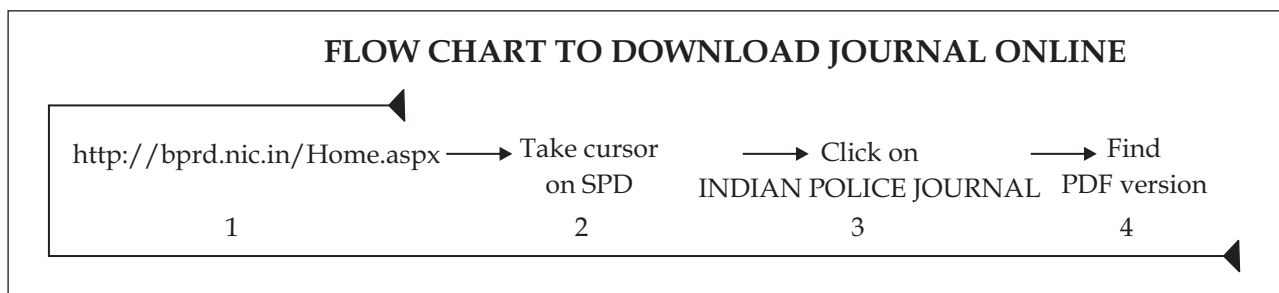 FLOW CHART TO DOWNLOAD JOURNAL ONLINE
http://bprd.nic.in/Home.aspx
Take cursor
on SPD
Click on
INDIAN POLICE JOURNAL
Find
PDF version
1 2 3 4